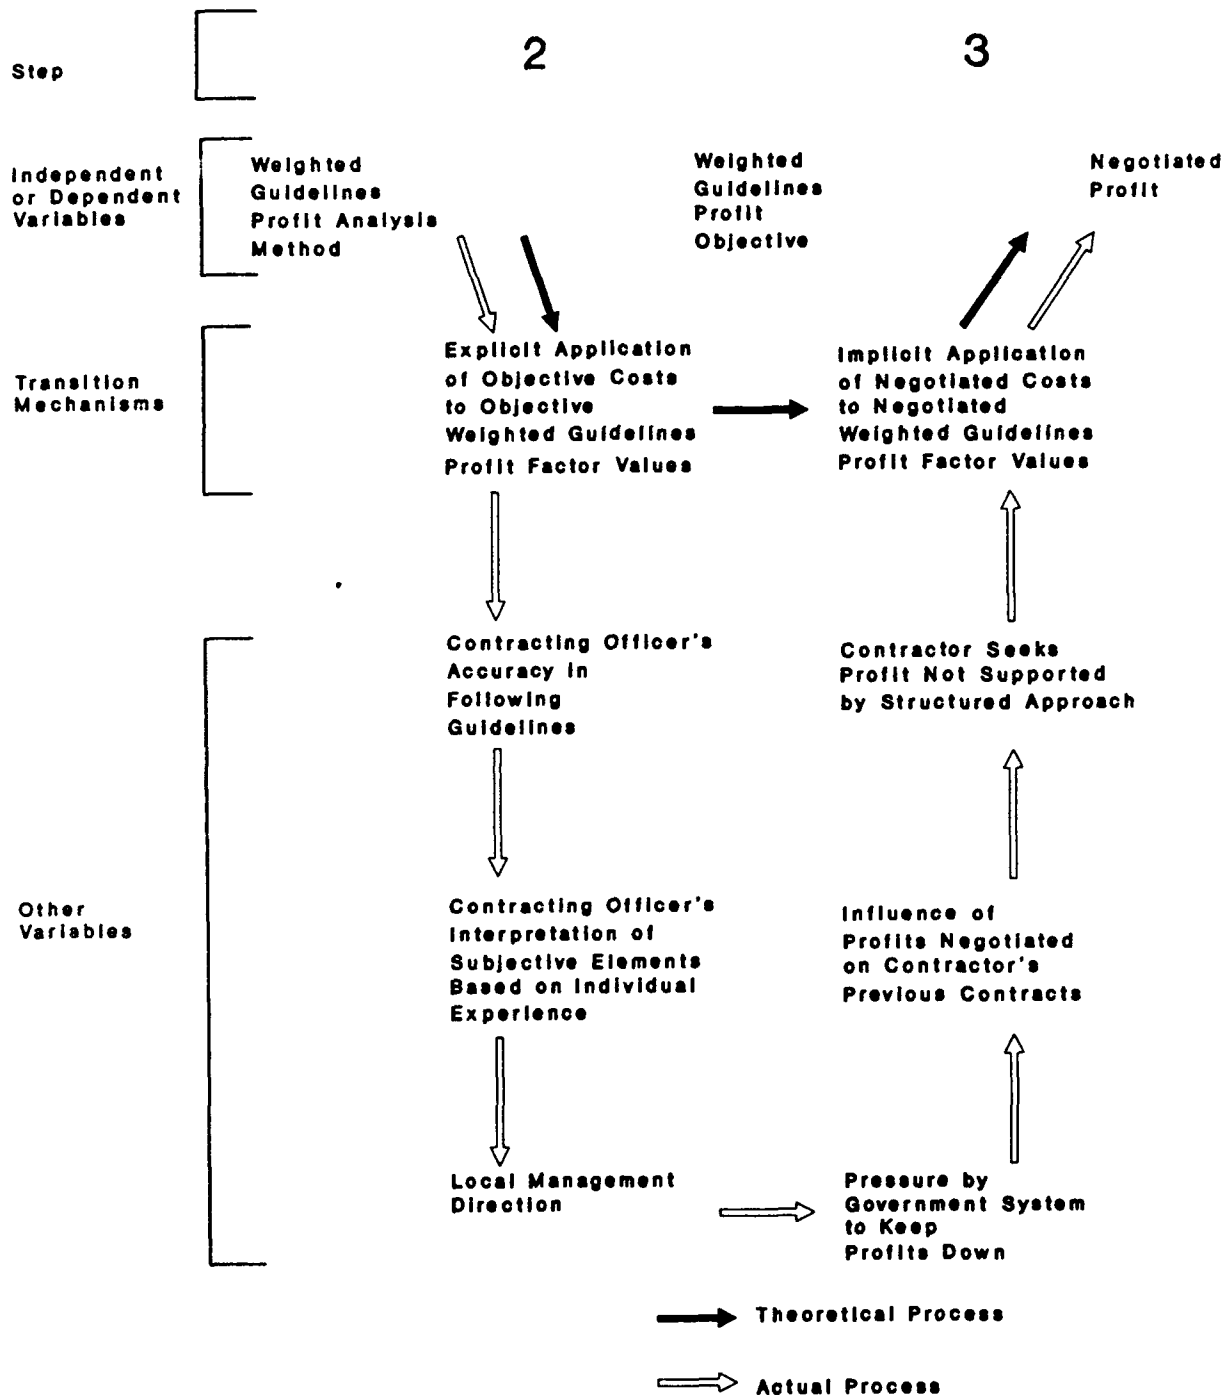 Step
2
3
Independent
or Dependent
Variables
Weighted
Guidelines
Profit Analysis
Method
Weighted
Guidelines
Profit
Objective
Negotiated
Profit
Transition
Mechanisms
Explicit Application
of Objective Costs
to Objective
Weighted Guidelines
Profit Factor Values
Implicit Application
of Negotiated Costs
to Negotiated
Weighted Guidelines
Profit Factor Values
Other
Variables
Contracting Officer's
Accuracy in
Following
Guidelines
Contractor Seeks
Profit Not Supported
by Structured Approach
Contracting Officer's
Interpretation of
Subjective Elements
Based on Individual
Experience
Influence of
Profits Negotiated
on Contractor's
Previous Contracts
Local Management
Direction
Pressure by
Government System
to Keep
Profits Down
Theoretical Process
Actual Process